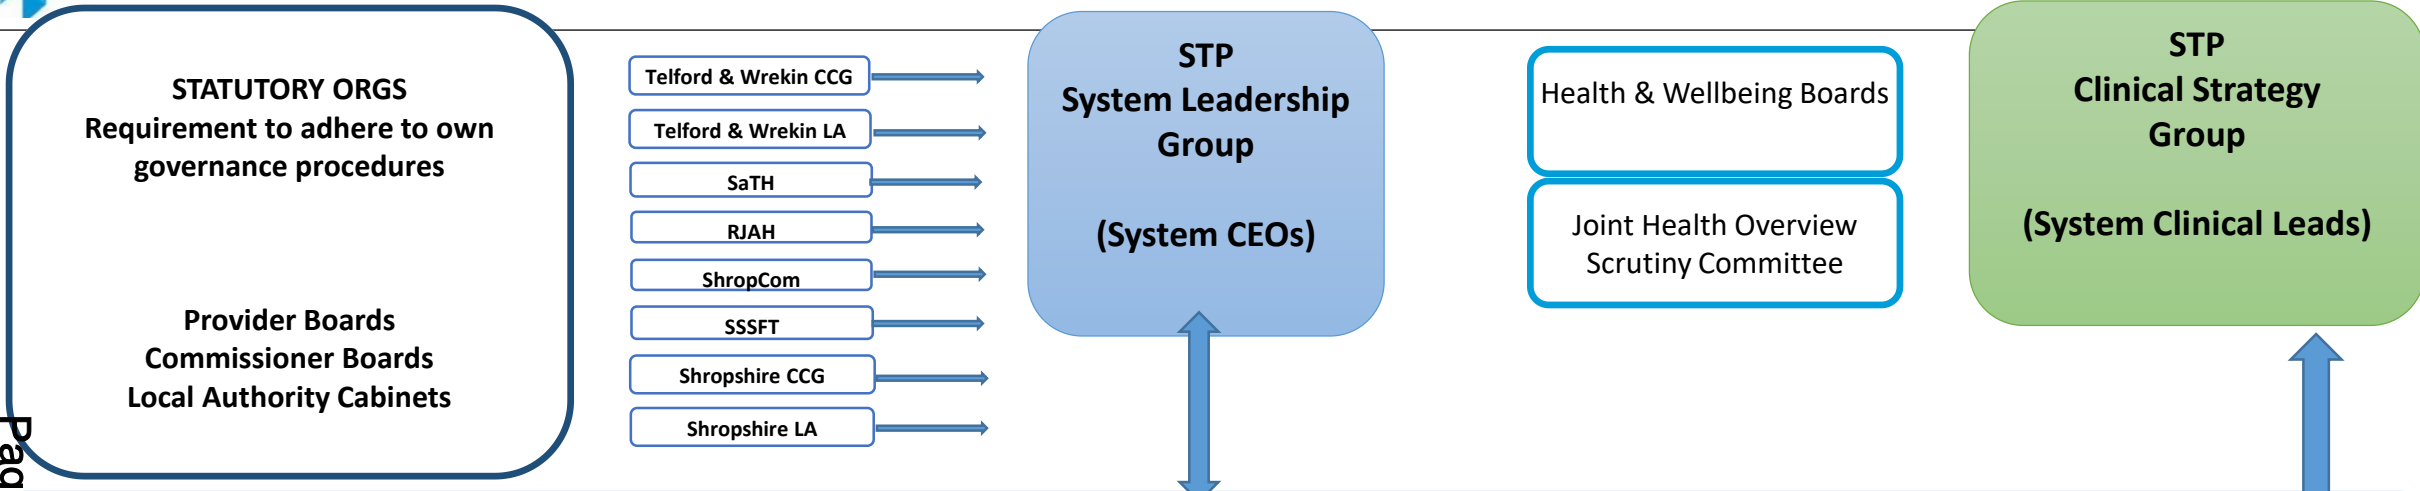 STATUTORY ORGS
Requirement to adhere to own
governance procedures
Provider Boards
Commissioner Boards
Local Authority Cabinets
Telford & Wrekin CCG
Telford & Wrekin LA
SaTH
RJAH
ShropCom
SSSFT
Shropshire CCG
Shropshire LA
STP
System Leadership
Group
(System CEOs)
Health & Wellbeing Boards
Joint Health Overview
Scrutiny Committee
STP
Clinical Strategy
Group
(System Clinical Leads)
Pag